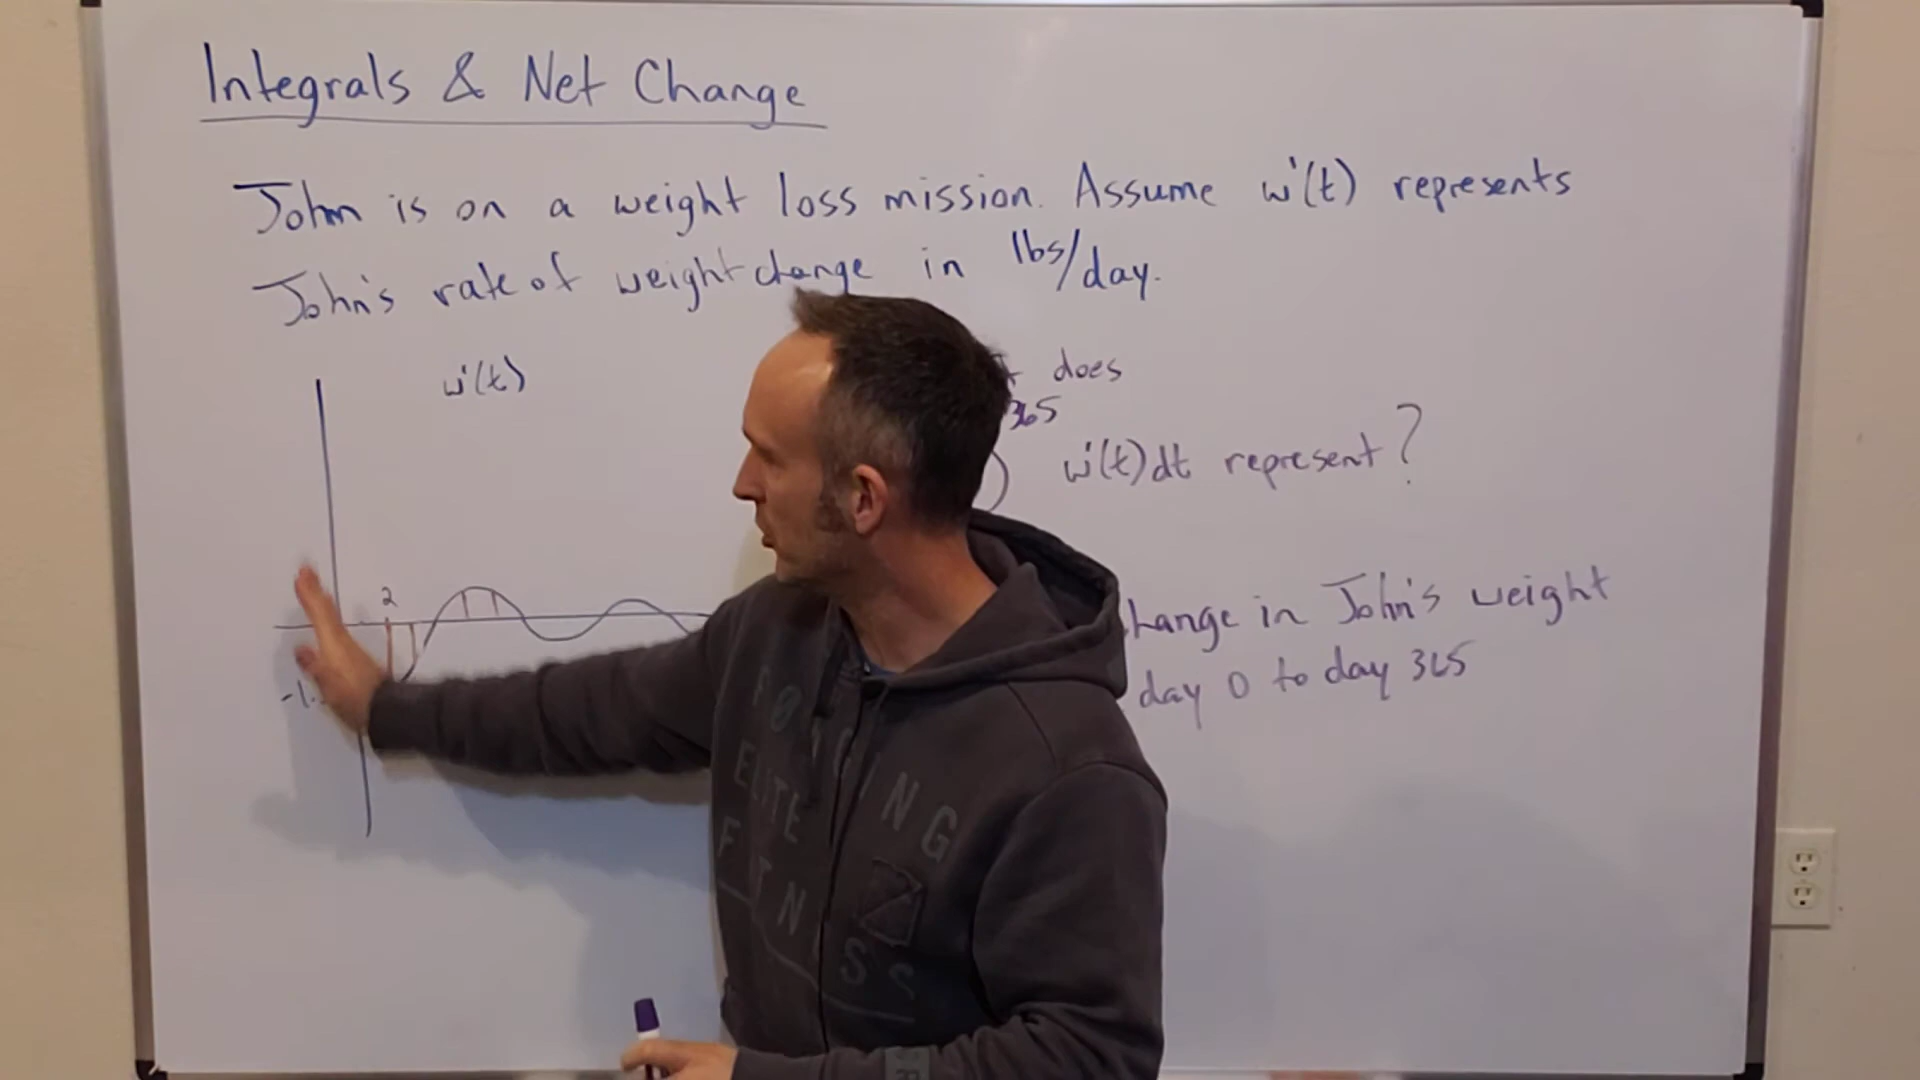 Integrals & Net Change
John is on a weight loss mission. Assume w'(t) represents
John's rate of weight change in lbs/day.
w'(t)
does
365
w'(t)dt represent?
2
hange in John's weight
day 0 to day 365
-1.
ELITE